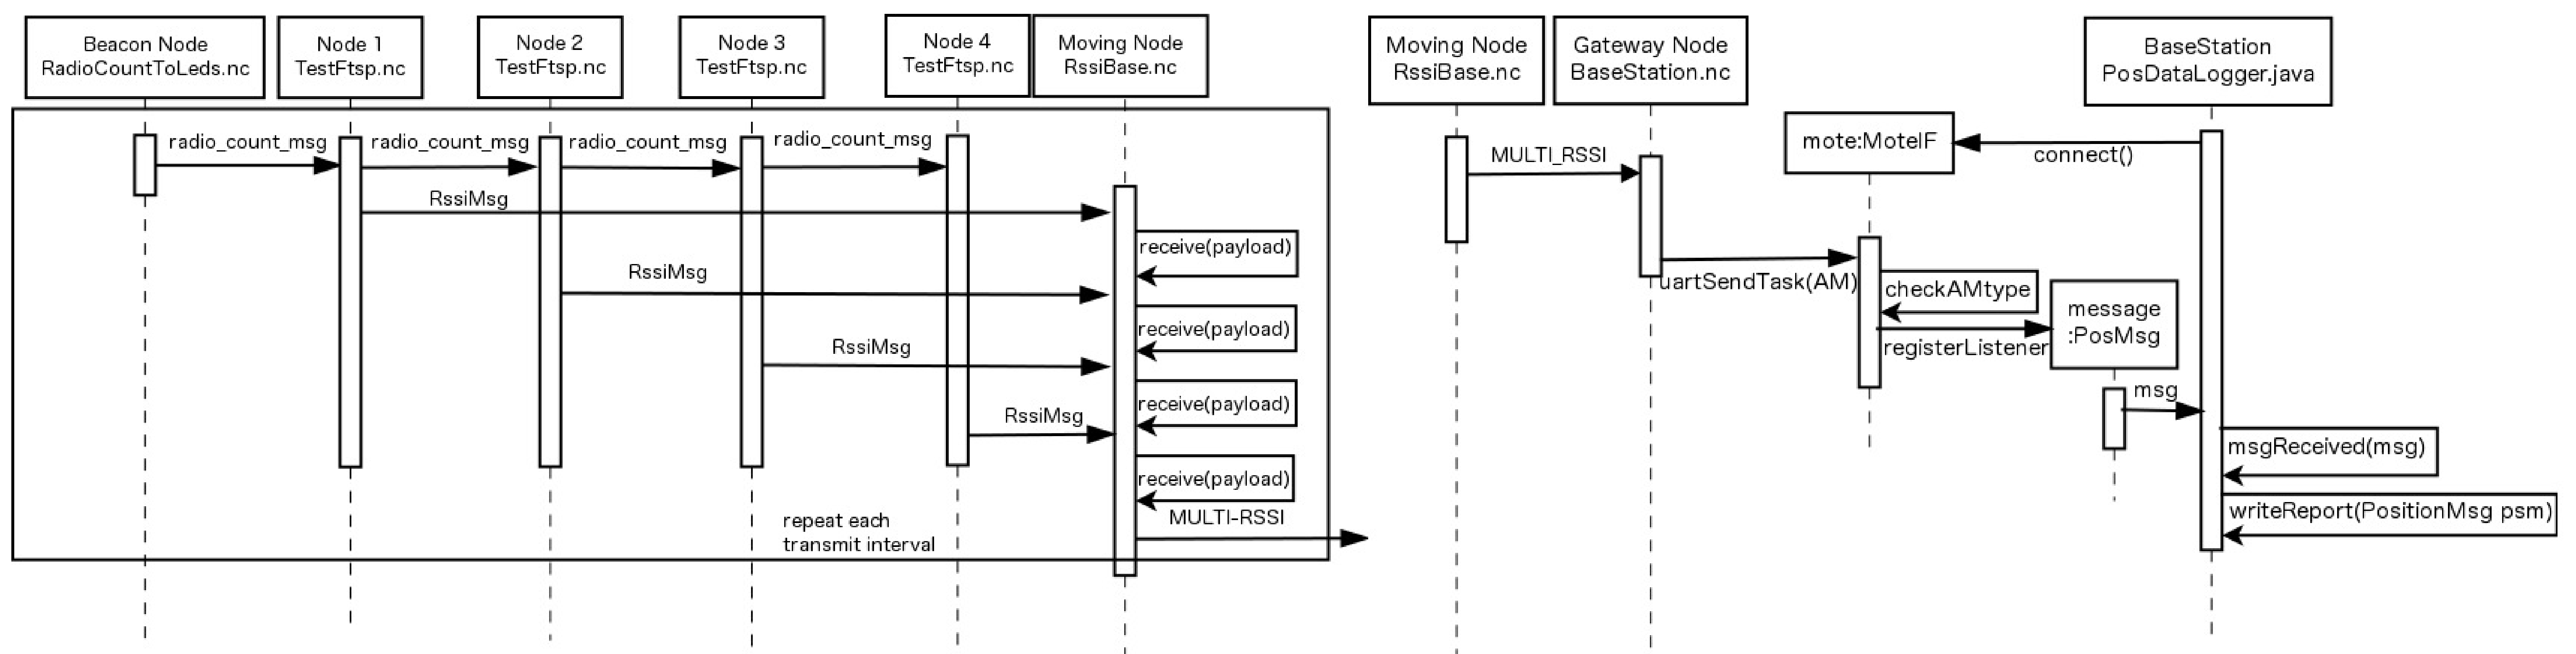 Beacon Node
RadioCountToLeds.nc
Node 1
TestFtsp.nc
Node 2
TestFtsp.nc
Node 3
TestFtsp.nc
Node 4
TestFtsp.nc
Moving Node
RssiBase.nc
radio_count_msg
radio_count_msg
radio_count_msg
radio_count_msg
RssiMsg
receive(payload)
RssiMsg
receive(payload)
RssiMsg
receive(payload)
RssiMsg
receive(payload)
MULTI-RSSI
repeat each
transmit interval
Moving Node
RssiBase.nc
Gateway Node
BaseStation.nc
BaseStation
PosDataLogger.java
mote:MoteIF
connect()
MULTI_RSSI
uartSendTask(AM)
checkAMtype
registerListener
message
:PosMsg
msg
msgReceived(msg)
writeReport(PositionMsg psm)